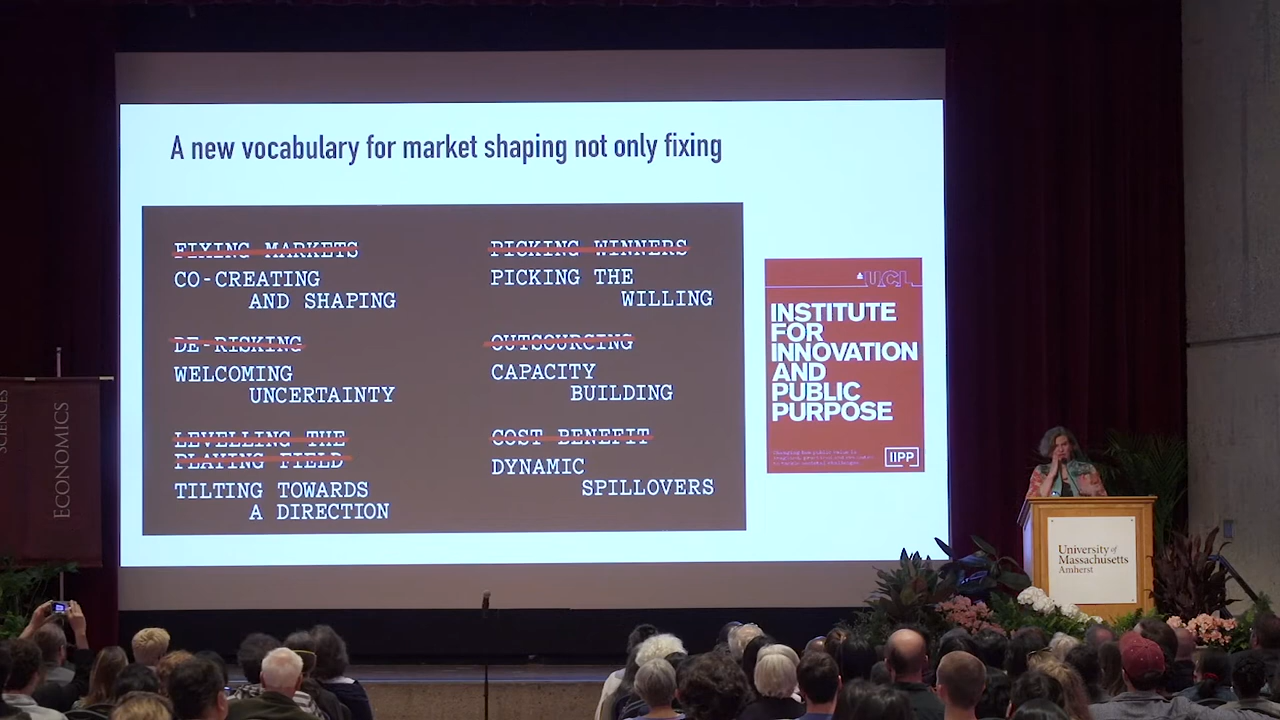 A new vocabulary for market shaping not only fixing
FIXING MARKETS
CO-CREATING
AND SHAPING
DE-RISKING
WELCOMING
UNCERTAINTY
LEVELLING THE
PLAYING FIELD
TILTING TOWARDS
A DIRECTION
PICKING WINNERS
PICKING THE
WILLING
OUTSOURCING
CAPACITY
BUILDING
COST BENEFIT
DYNAMIC
SPILLOVERS
UCL
INSTITUTE
FOR
INNOVATION
AND
PUBLIC
PURPOSE
IIPP
SCIENCES
ECONOMICS
University of
Massachusetts
Amherst